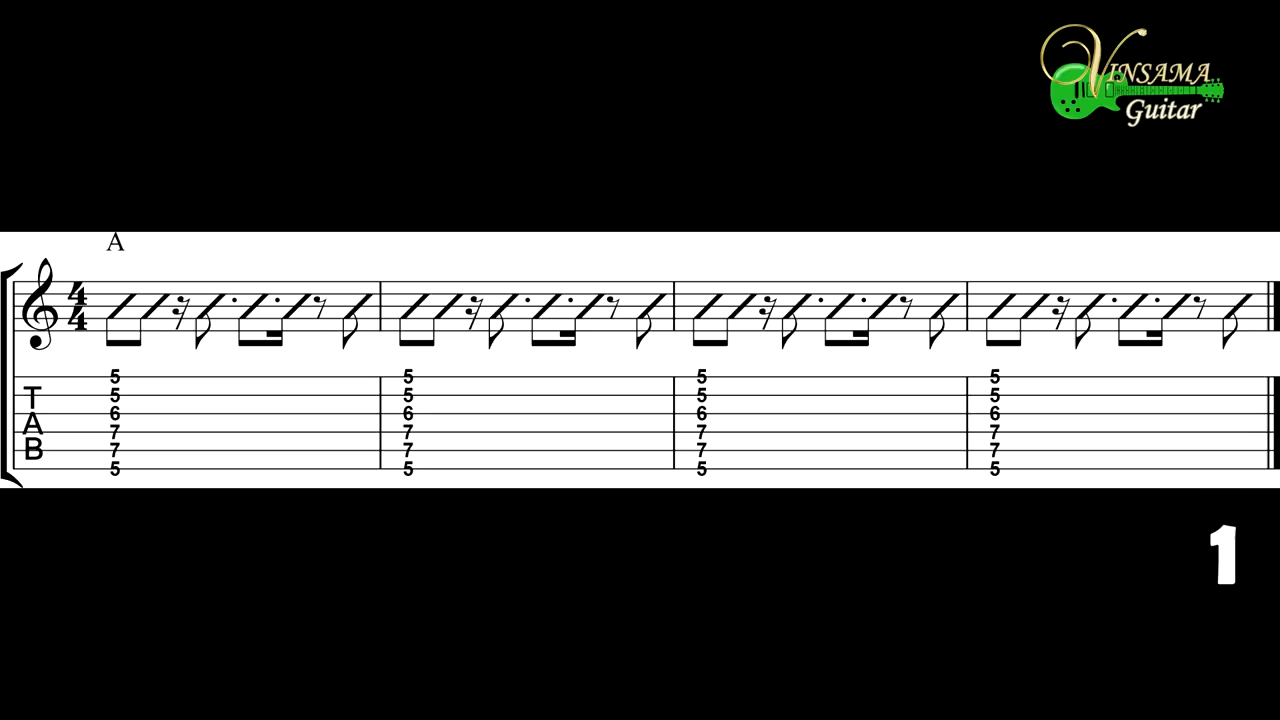 VINSAMA
Guitar
A
4
4
5 5 5 5
T 5 5 5 5
6 6 6 6
A 7 7 7 7
B 7 7 7 7
5 5 5 5
1